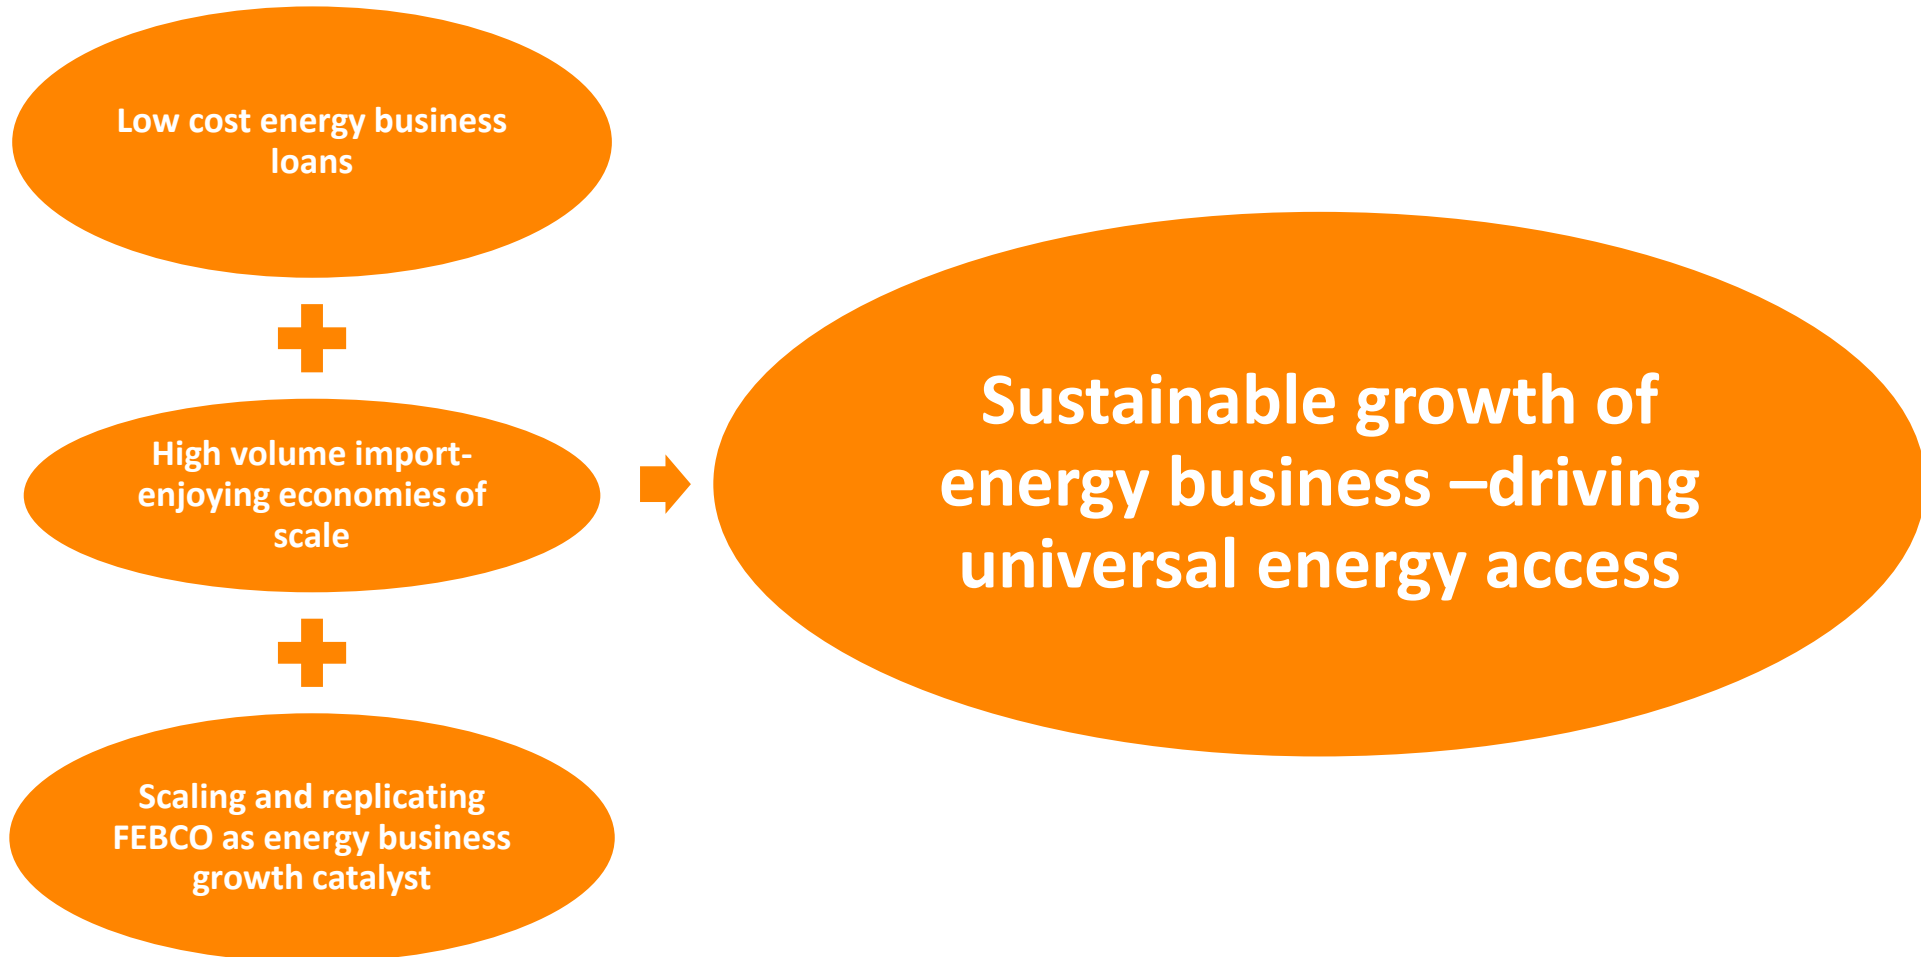 Low cost energy business
loans
High volume import-
enjoying economies of
scale
Scaling and replicating
FEBCO as energy business
growth catalyst
Sustainable growth of
energy business –driving
universal energy access